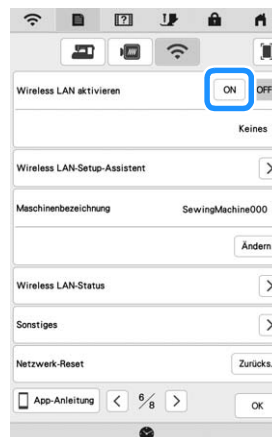 Wireless LAN aktivieren ON OFF
Keines
Wireless LAN-Setup-Assistent
Maschinenbezeichnung SewingMachine000
Ändern
Wireless LAN-Status
Sonstiges
Netzwerk-Reset Zurücks.
App-Anleitung < 6/8 > OK